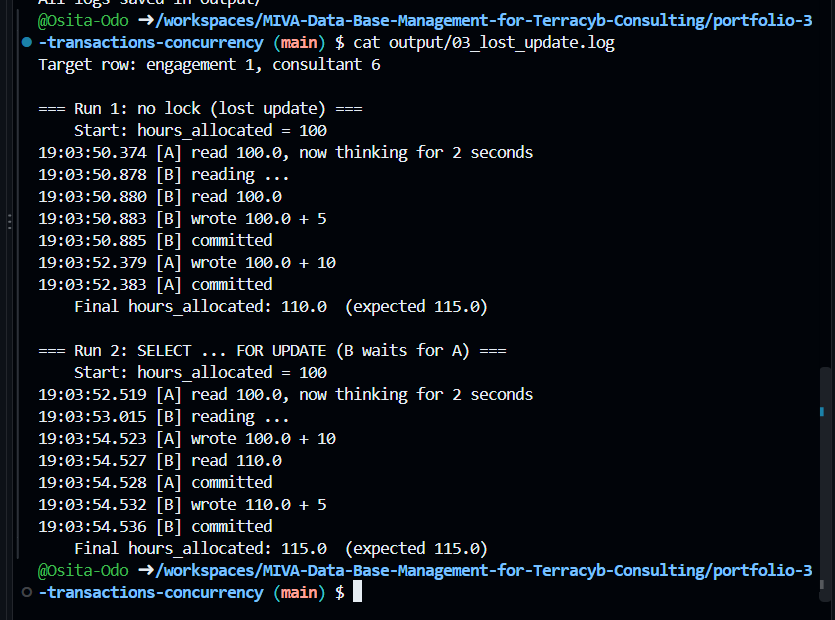 All logs saved in output/
@Osita-Odo ➜/workspaces/MIVA-Data-Base-Management-for-Terracyb-Consulting/portfolio-3
-transactions-concurrency (main) $ cat output/03_lost_update.log
Target row: engagement 1, consultant 6
=== Run 1: no lock (lost update) ===
Start: hours_allocated = 100
19:03:50.374 [A] read 100.0, now thinking for 2 seconds
19:03:50.878 [B] reading ...
19:03:50.880 [B] read 100.0
19:03:50.883 [B] wrote 100.0 + 5
19:03:50.885 [B] committed
19:03:52.379 [A] wrote 100.0 + 10
19:03:52.383 [A] committed
Final hours_allocated: 110.0  (expected 115.0)
=== Run 2: SELECT ... FOR UPDATE (B waits for A) ===
Start: hours_allocated = 100
19:03:52.519 [A] read 100.0, now thinking for 2 seconds
19:03:53.015 [B] reading ...
19:03:54.523 [A] wrote 100.0 + 10
19:03:54.527 [B] read 110.0
19:03:54.528 [A] committed
19:03:54.532 [B] wrote 110.0 + 5
19:03:54.536 [B] committed
Final hours_allocated: 115.0  (expected 115.0)
@Osita-Odo ➜/workspaces/MIVA-Data-Base-Management-for-Terracyb-Consulting/portfolio-3
-transactions-concurrency (main) $